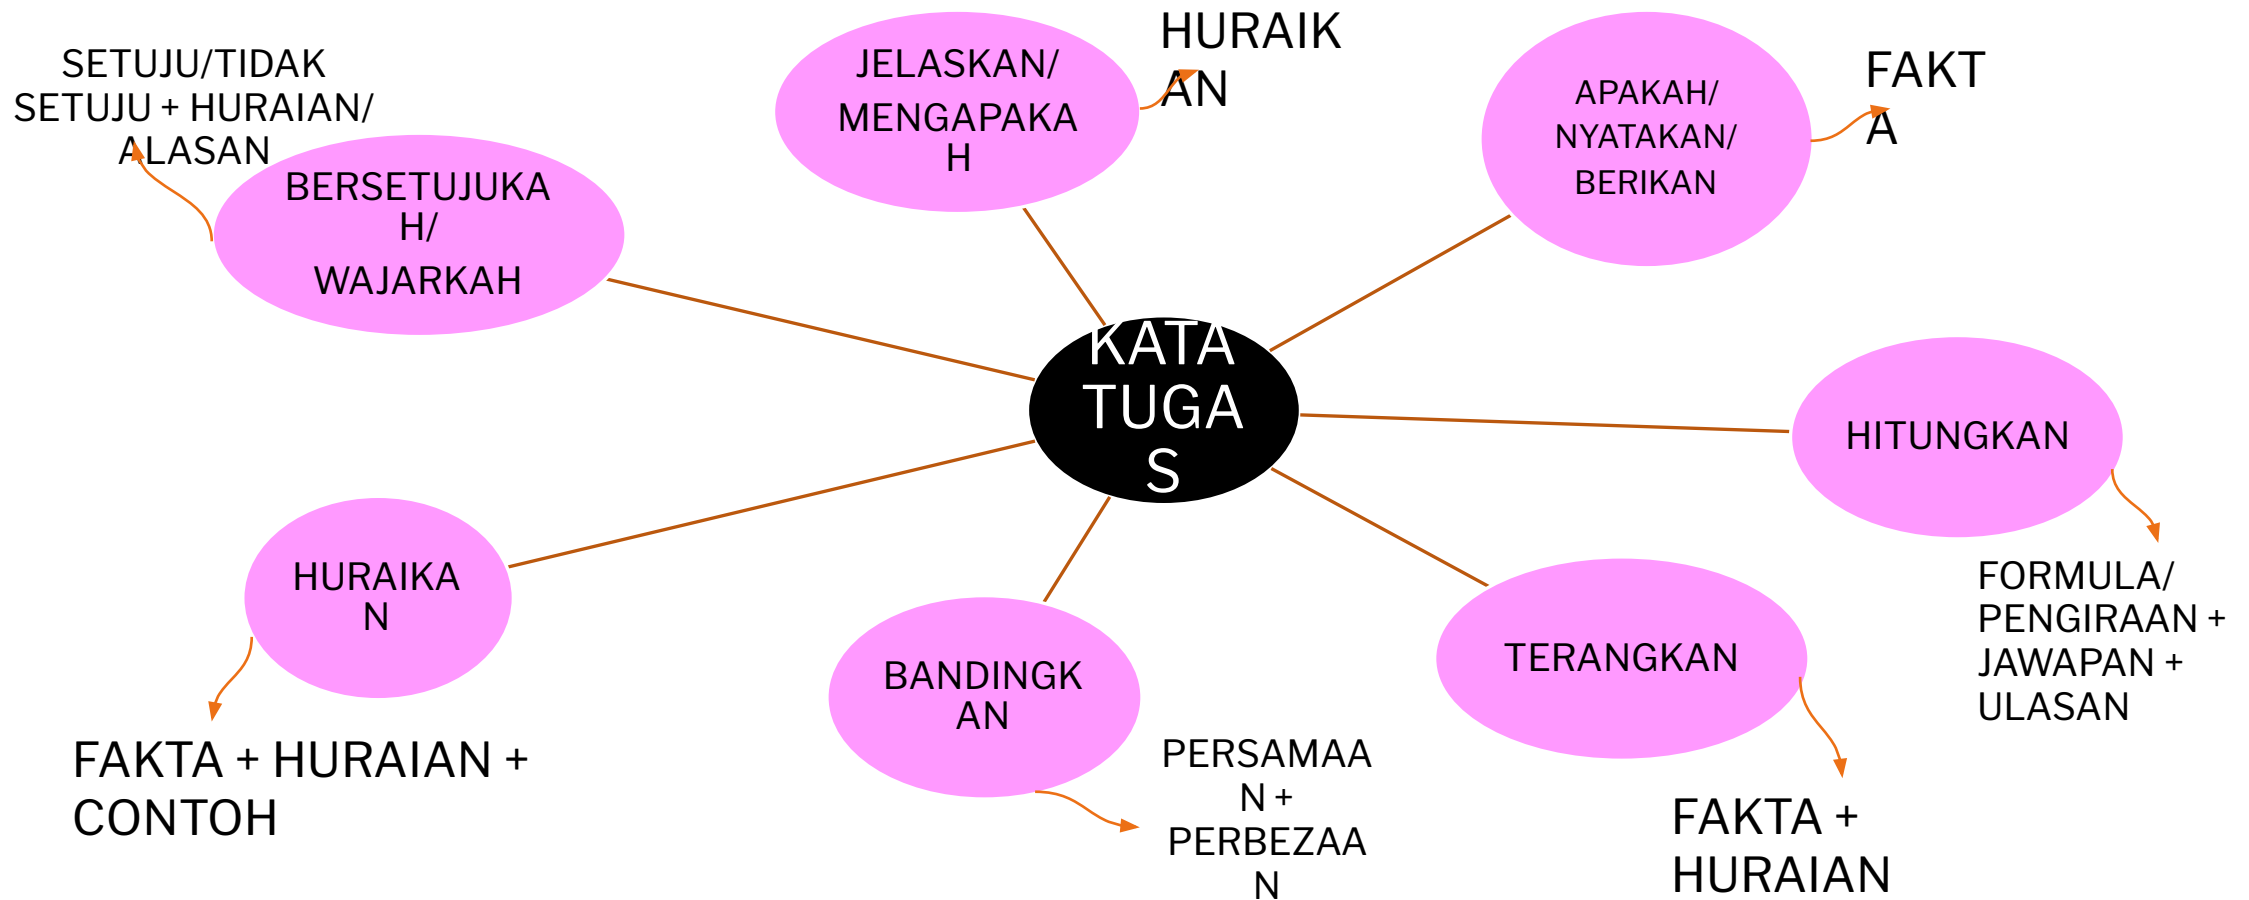 SETUJU/TIDAK
SETUJU + HURAIAN/
ALASAN
BERSETUJUKA
H/
WAJARKAH
JELASKAN/
MENGAPAKA
H
HURAIK
AN
APAKAH/
NYATAKAN/
BERIKAN
FAKT
A
KATA
TUGA
S
HITUNGKAN
FORMULA/
PENGIRAAN +
JAWAPAN +
ULASAN
HURAIKA
N
FAKTA + HURAIAN +
CONTOH
BANDINGK
AN
PERSAMAA
N +
PERBEZAA
N
TERANGKAN
FAKTA +
HURAIAN